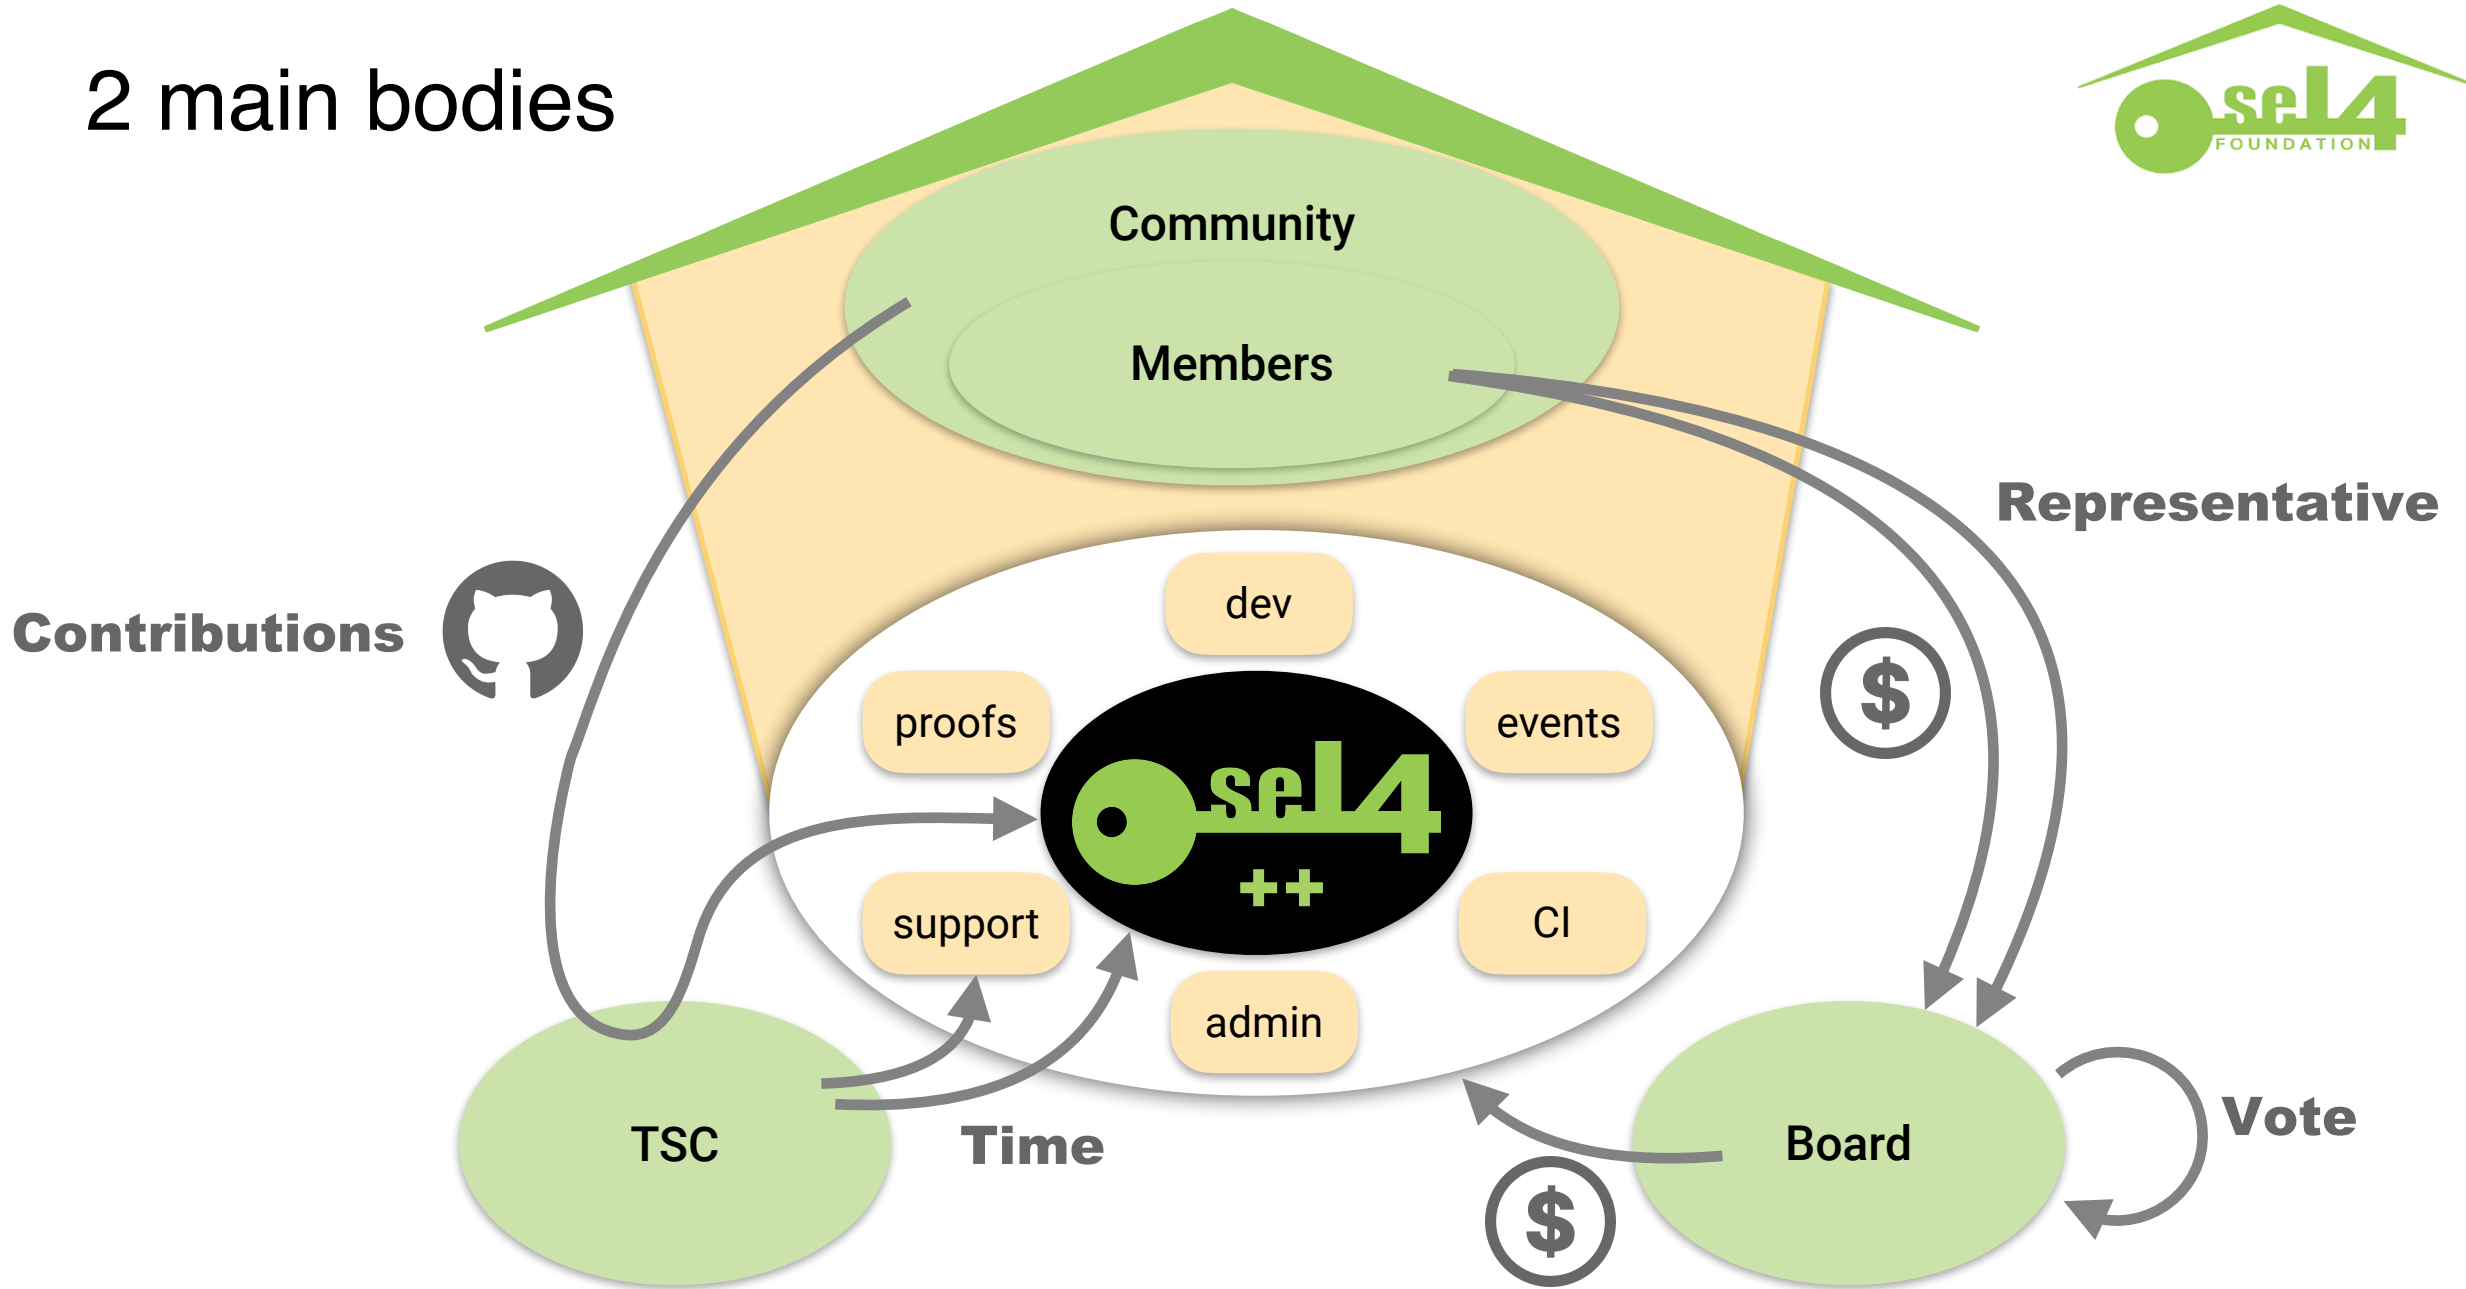 2 main bodies
seL4
FOUNDATION
Community
Members
Representative
Contributions
dev
proofs
events
$
seL4
++
support
CI
admin
TSC
Time
Board
Vote
$